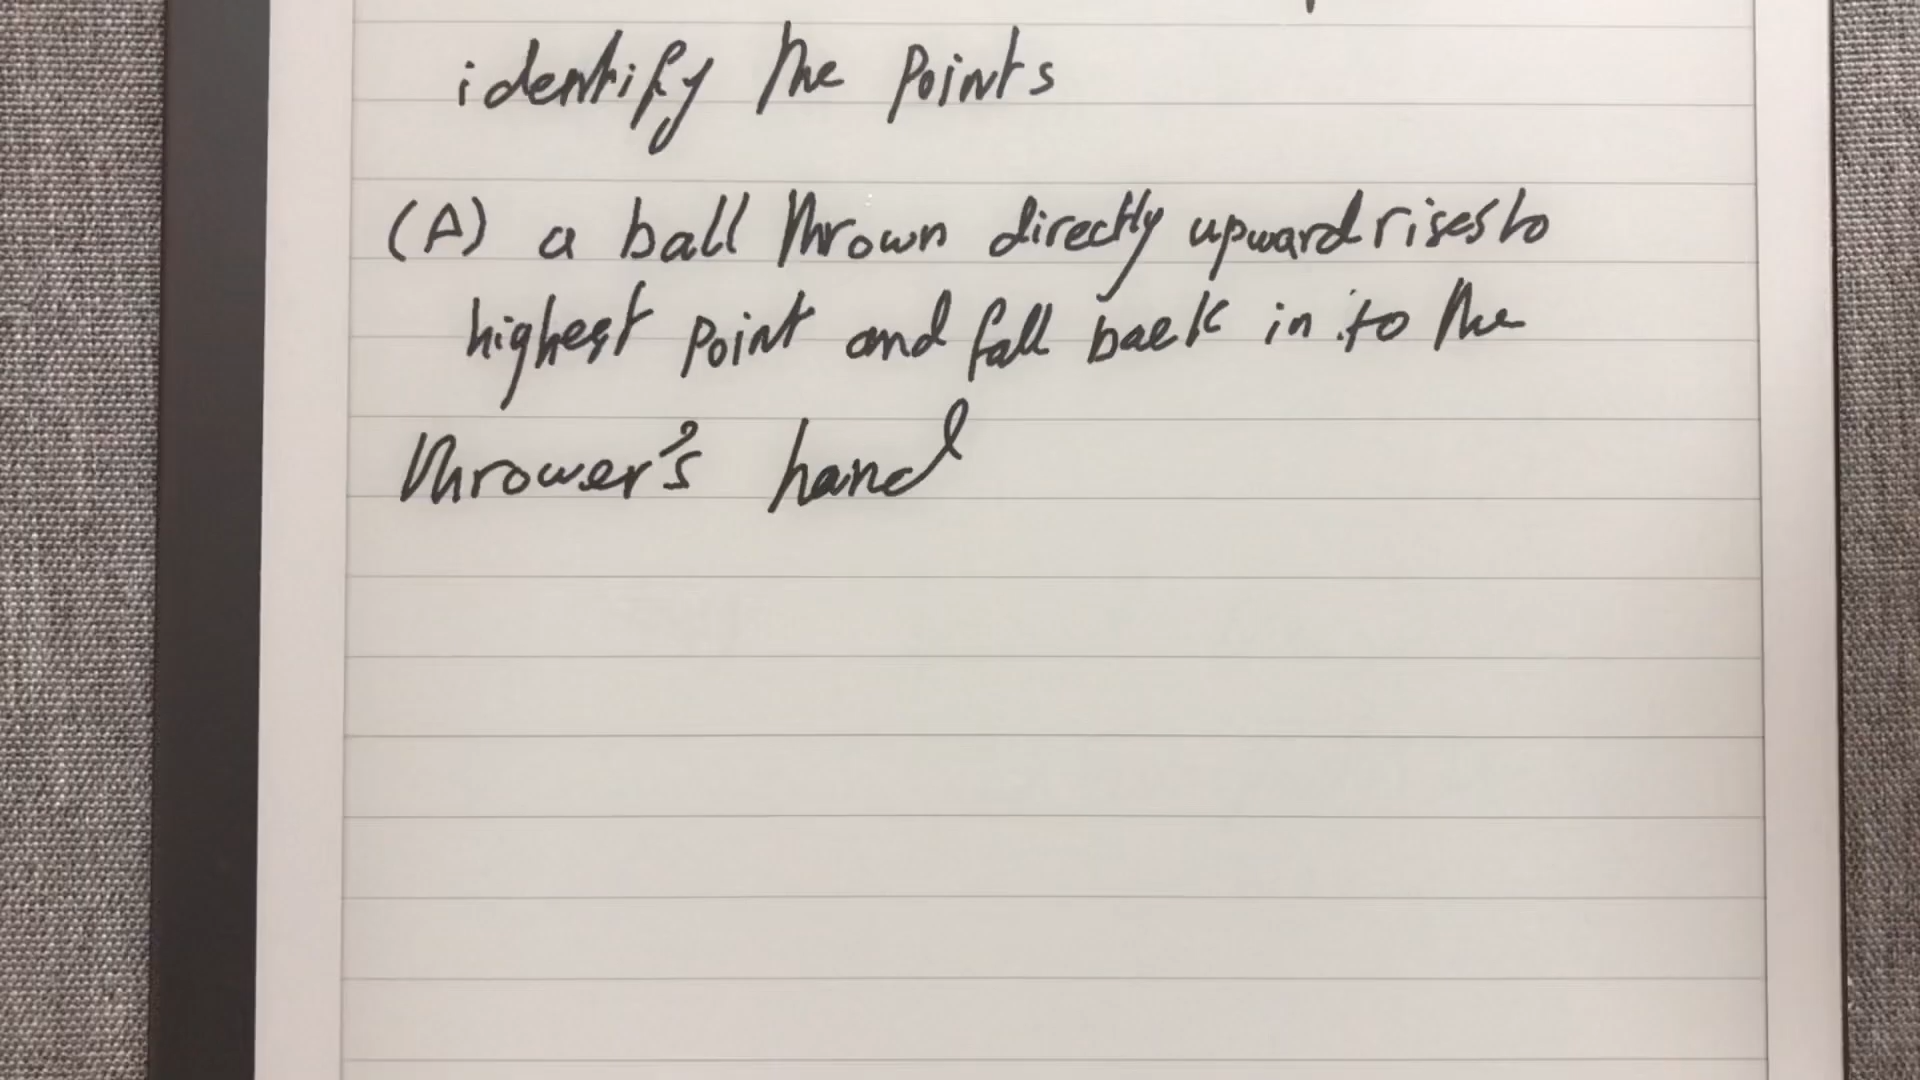 identify the points
(A) a ball thrown directly upward rises to
highest point and fall back in to the
thrower's hand